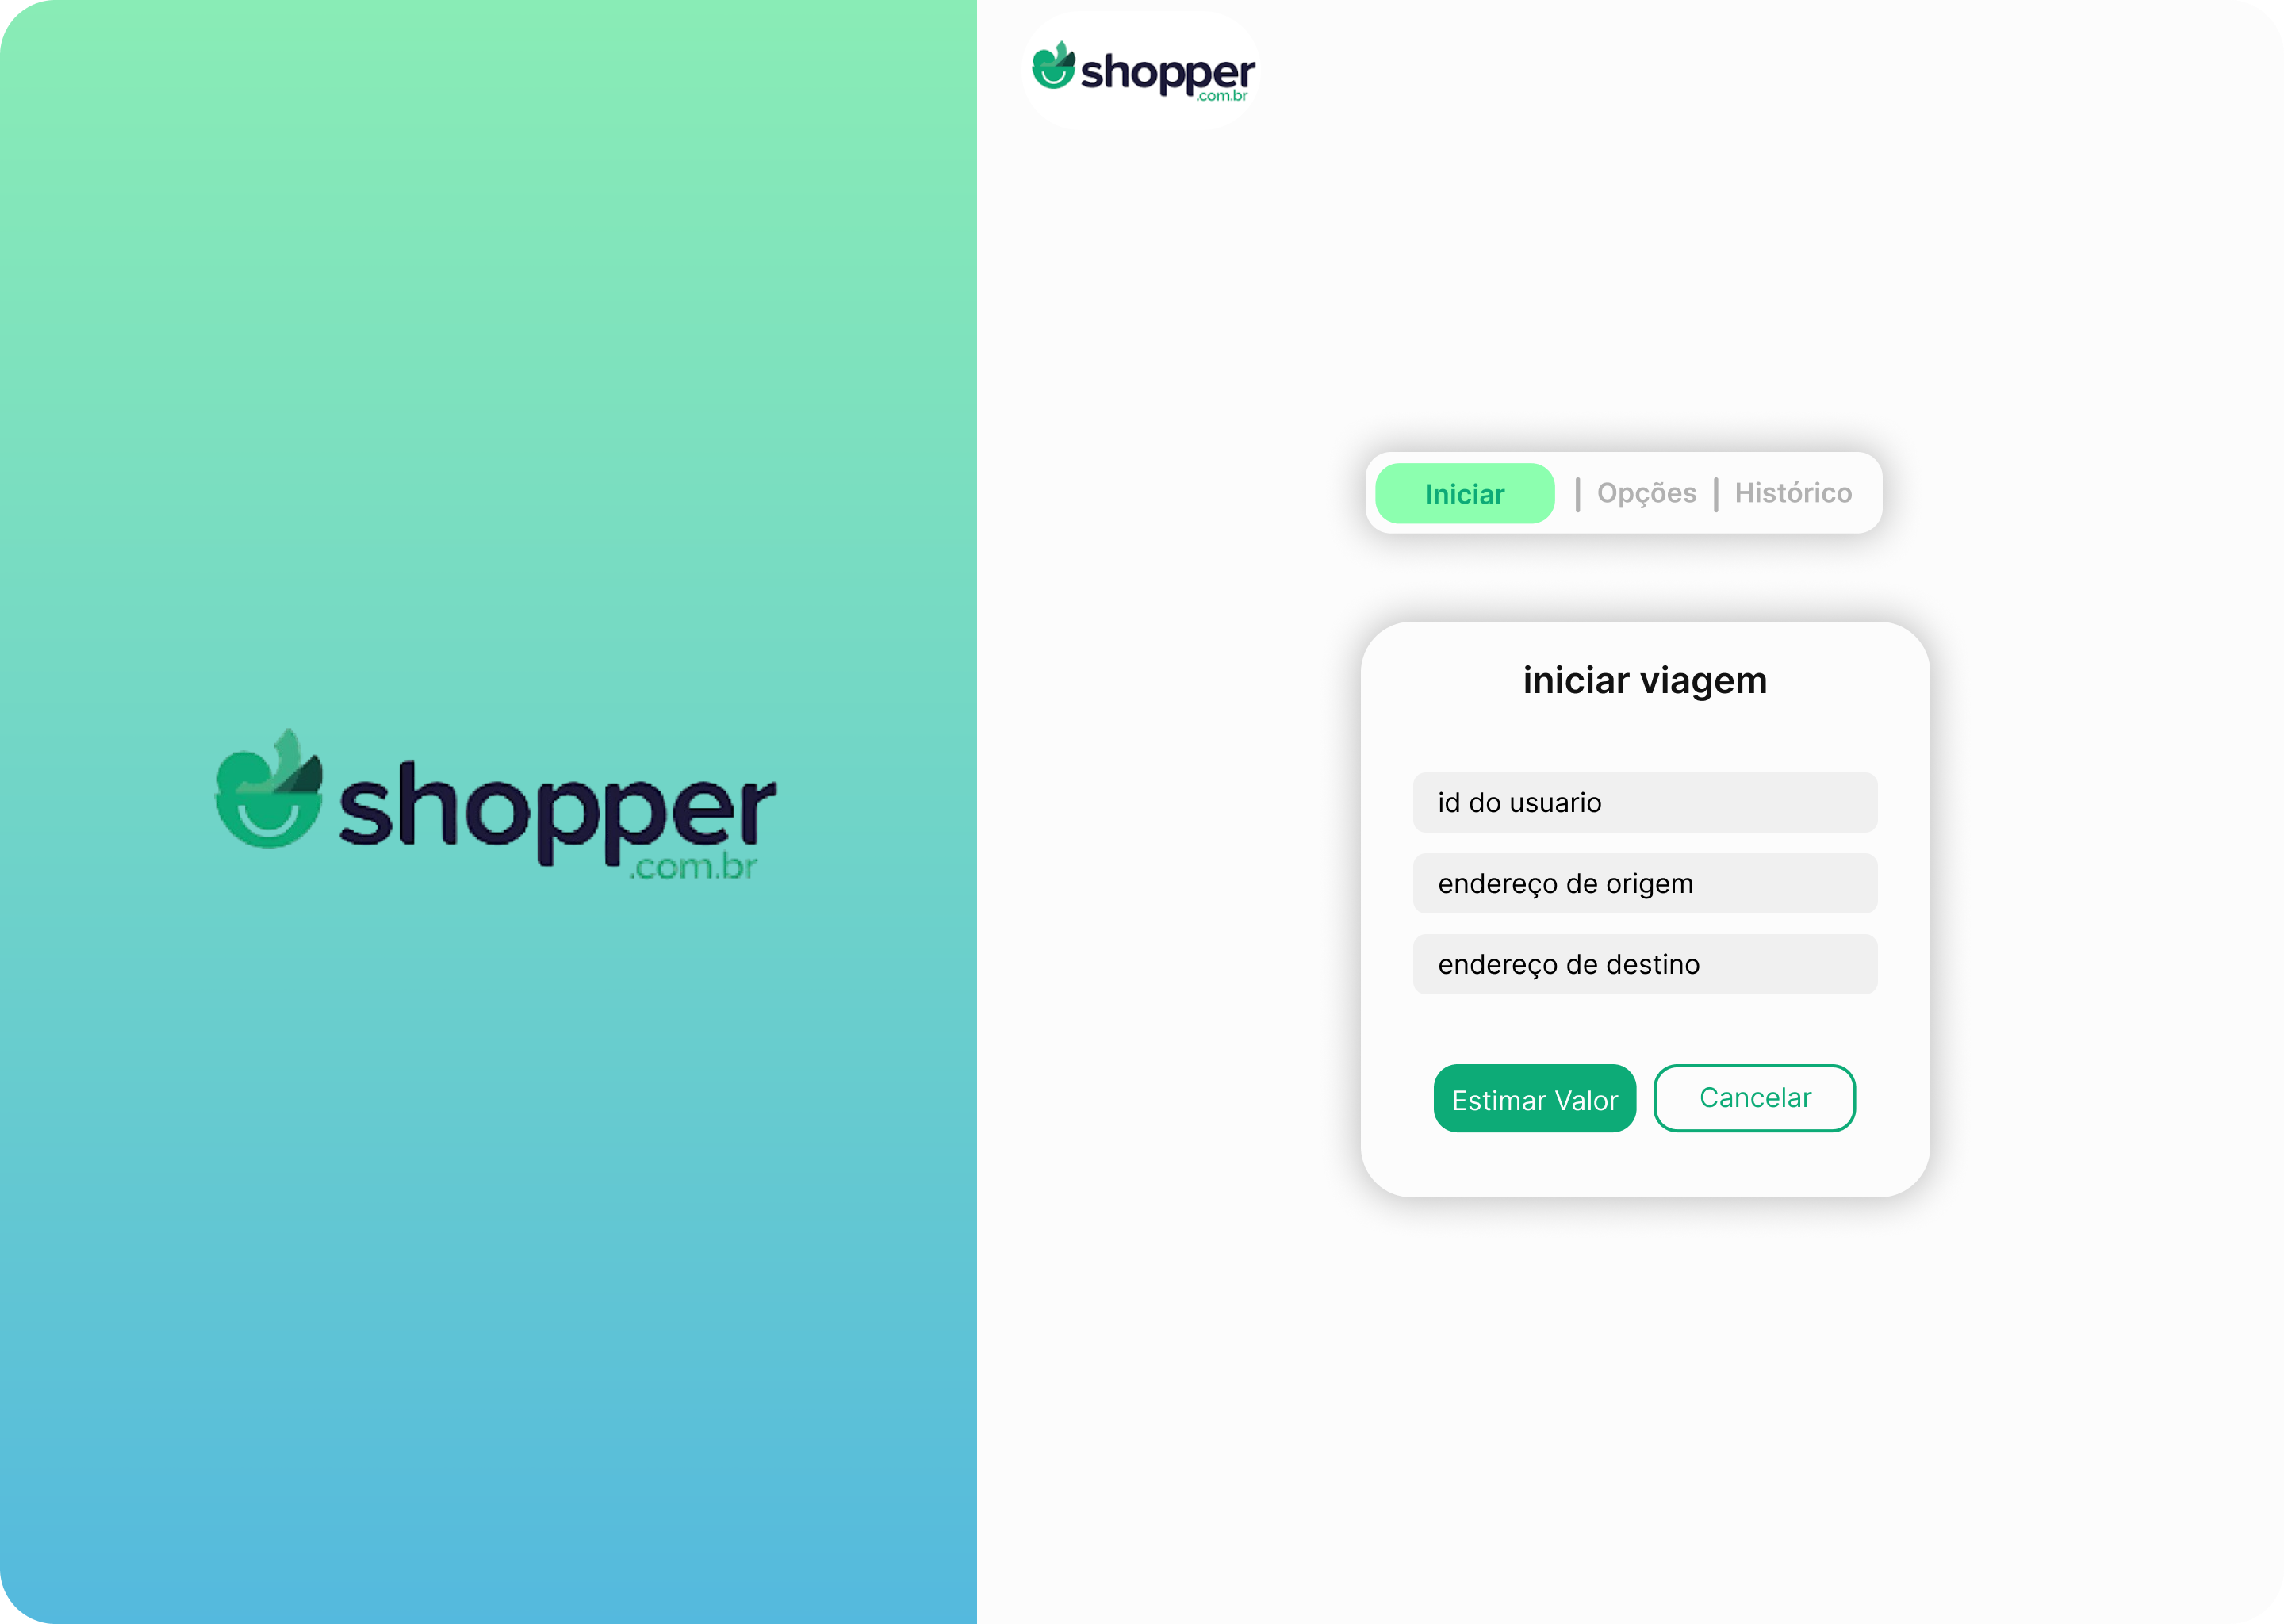 shopper
.com.br
shopper
.com.br
Iniciar | Opções | Histórico
iniciar viagem
id do usuario
endereço de origem
endereço de destino
Estimar Valor Cancelar